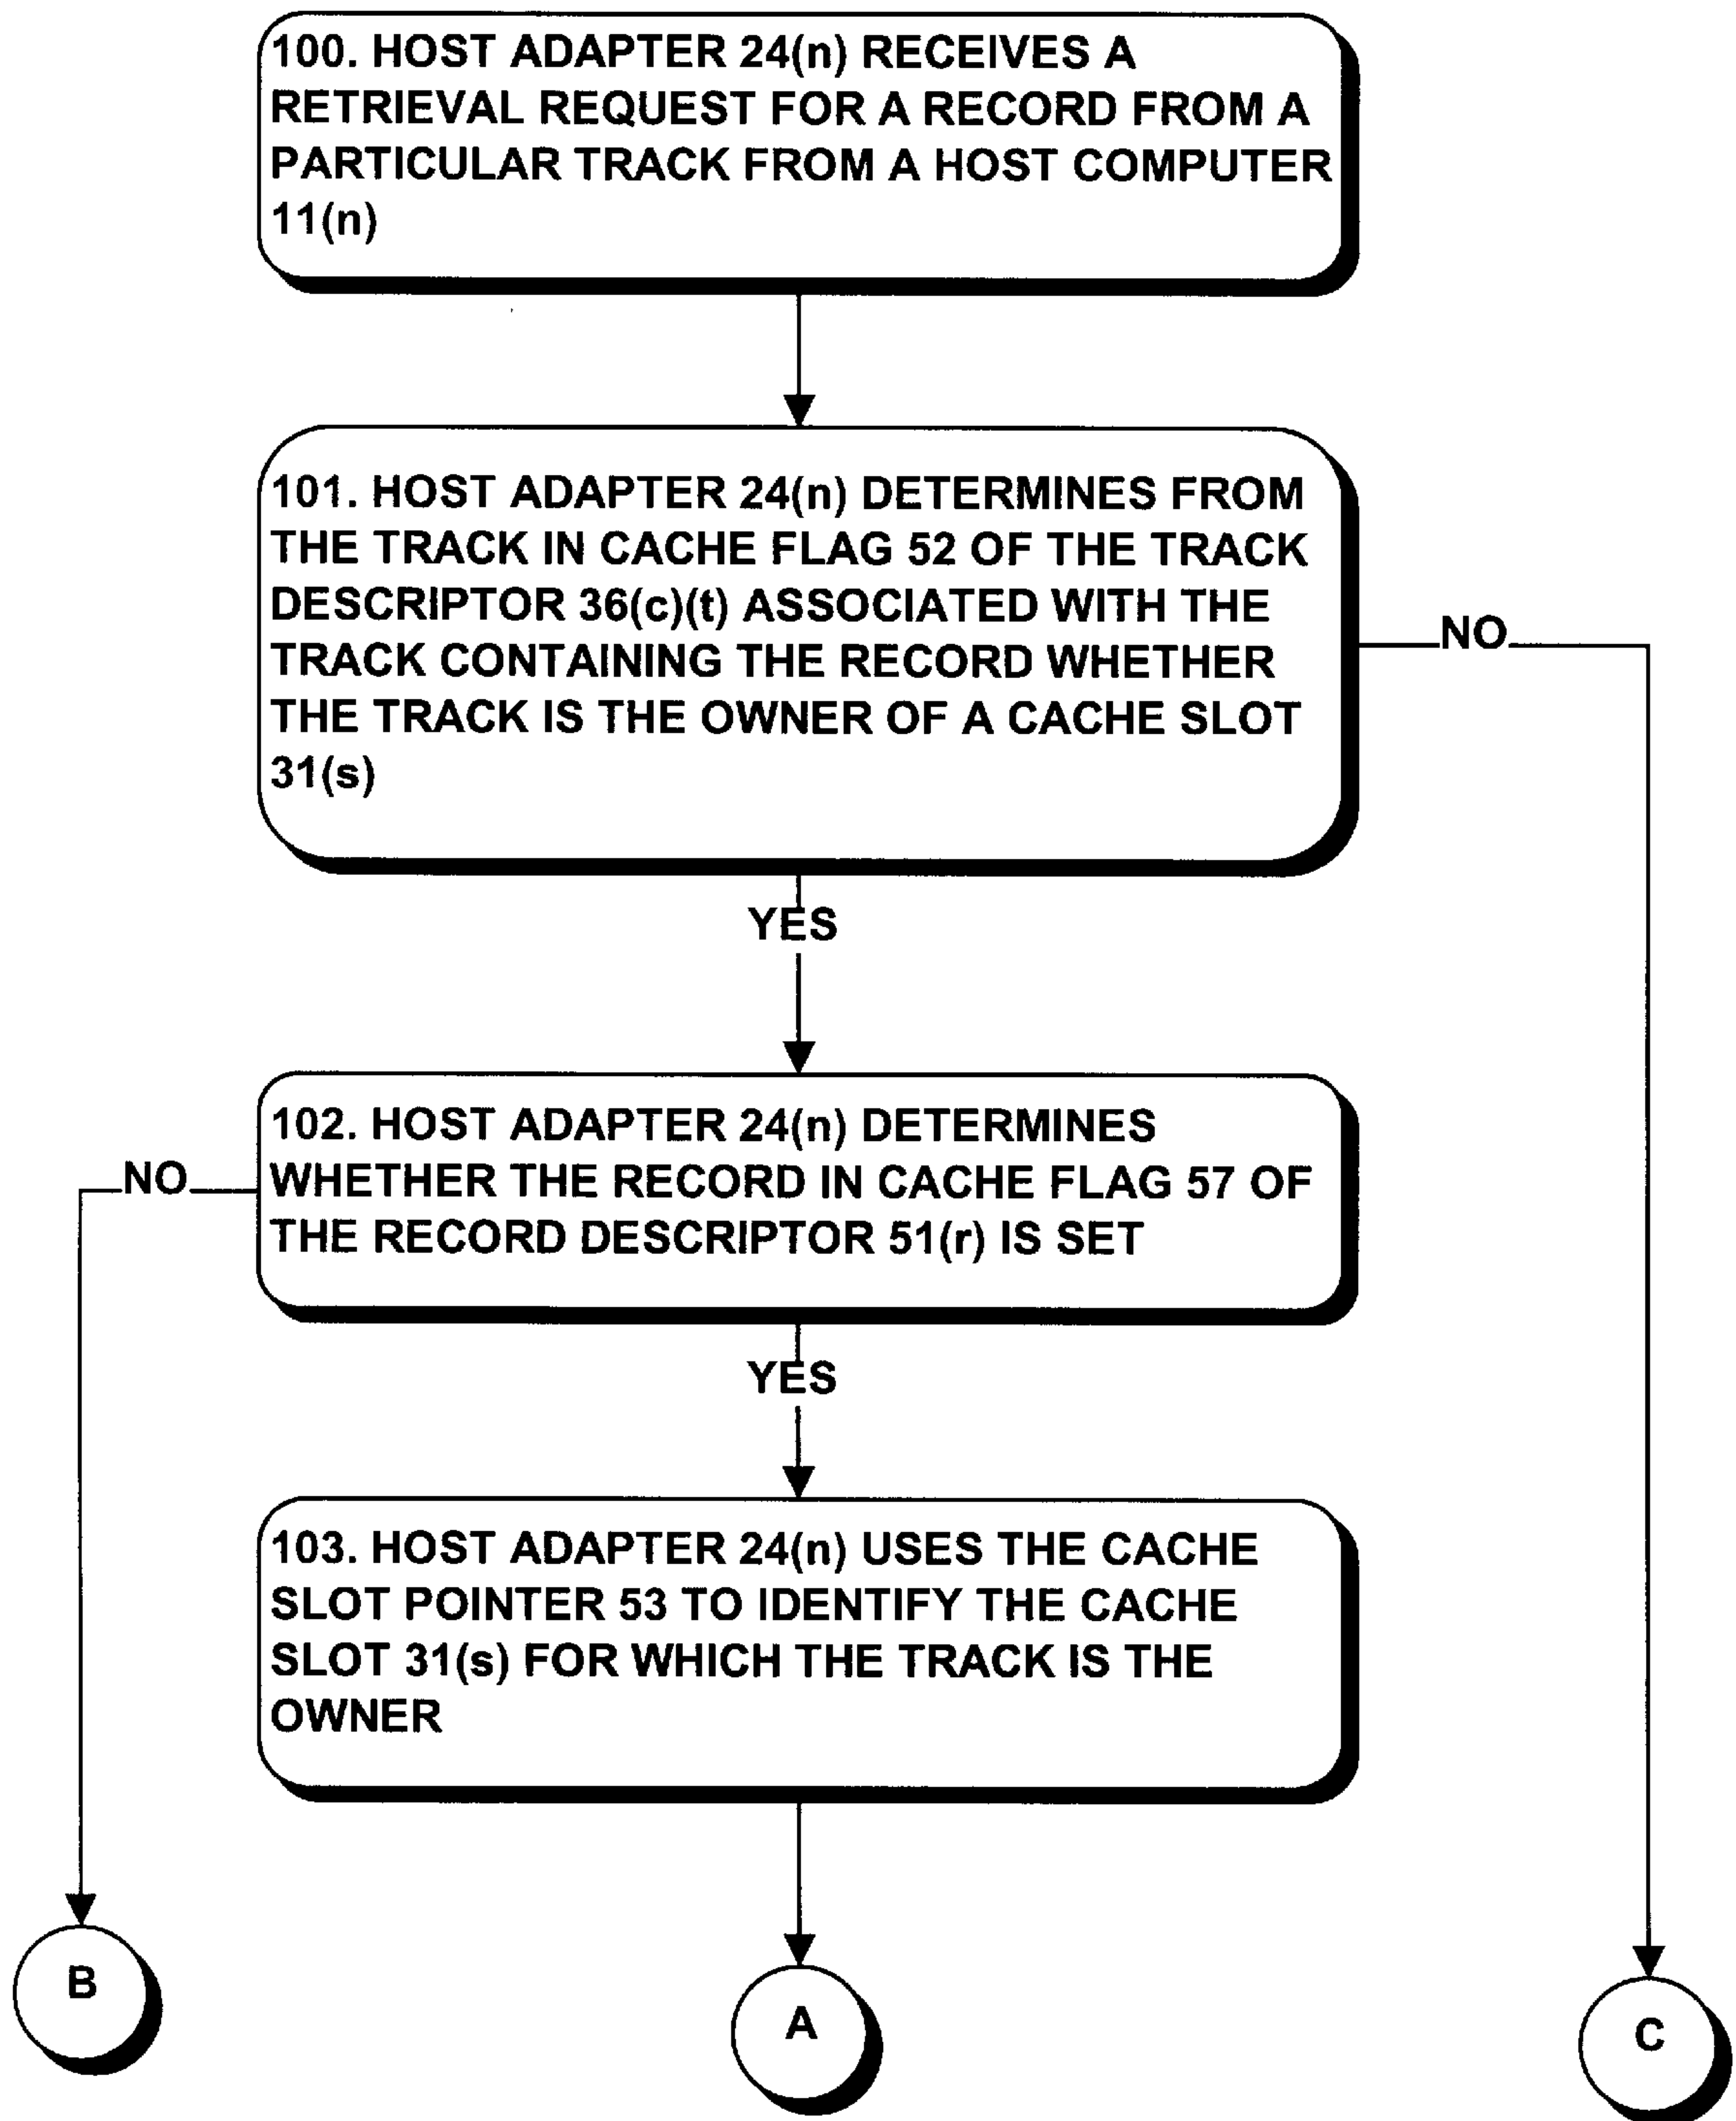 100. HOST ADAPTER 24(n) RECEIVES A
RETRIEVAL REQUEST FOR A RECORD FROM A
PARTICULAR TRACK FROM A HOST COMPUTER
11(n)
101. HOST ADAPTER 24(n) DETERMINES FROM
THE TRACK IN CACHE FLAG 52 OF THE TRACK
DESCRIPTOR 36(c)(t) ASSOCIATED WITH THE
TRACK CONTAINING THE RECORD WHETHER
THE TRACK IS THE OWNER OF A CACHE SLOT
31(s)
NO
YES
102. HOST ADAPTER 24(n) DETERMINES
WHETHER THE RECORD IN CACHE FLAG 57 OF
THE RECORD DESCRIPTOR 51(r) IS SET
NO
YES
103. HOST ADAPTER 24(n) USES THE CACHE
SLOT POINTER 53 TO IDENTIFY THE CACHE
SLOT 31(s) FOR WHICH THE TRACK IS THE
OWNER
B
A
C